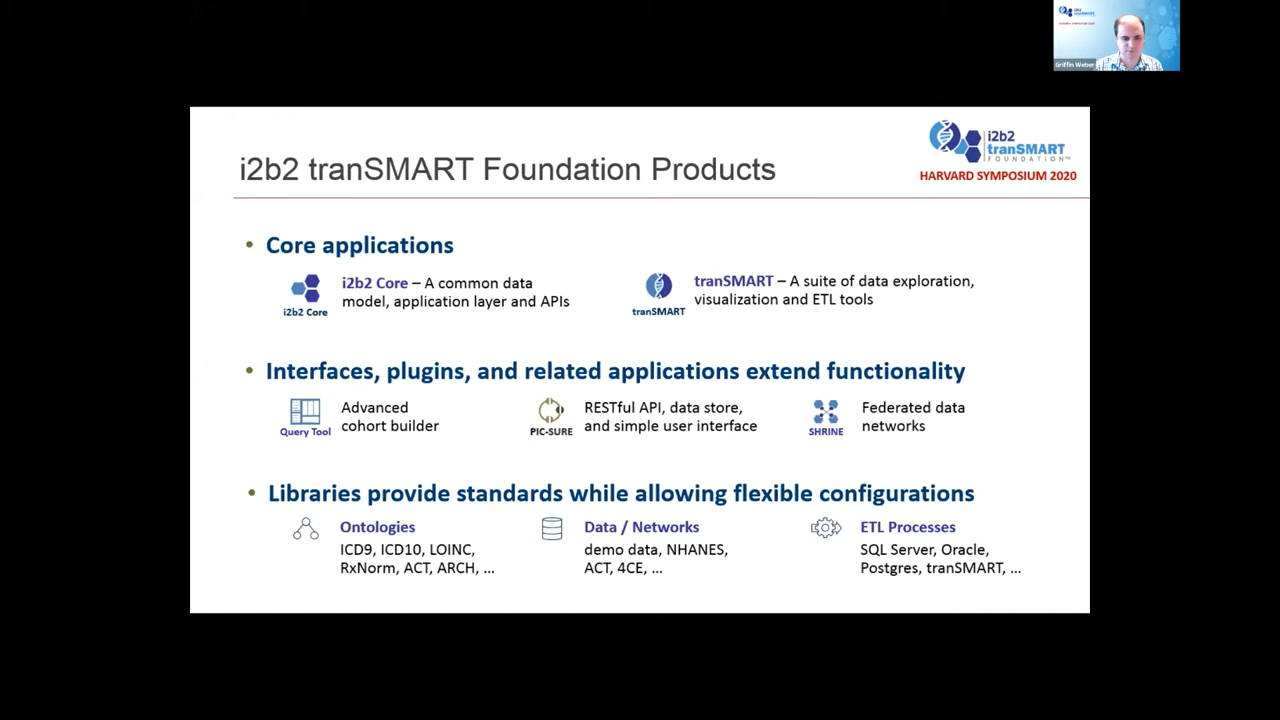 Griffin Weber
i2b2
tranSMART
FOUNDATION™
HARVARD SYMPOSIUM 2020
i2b2 tranSMART Foundation Products
• Core applications
i2b2 Core
i2b2 Core – A common data
model, application layer and APIs
tranSMART
tranSMART – A suite of data exploration,
visualization and ETL tools
• Interfaces, plugins, and related applications extend functionality
Query Tool
Advanced
cohort builder
PIC-SURE
RESTful API, data store,
and simple user interface
SHRINE
Federated data
networks
• Libraries provide standards while allowing flexible configurations
Ontologies
ICD9, ICD10, LOINC,
RxNorm, ACT, ARCH, ...
Data / Networks
demo data, NHANES,
ACT, 4CE, ...
ETL Processes
SQL Server, Oracle,
Postgres, tranSMART, ...